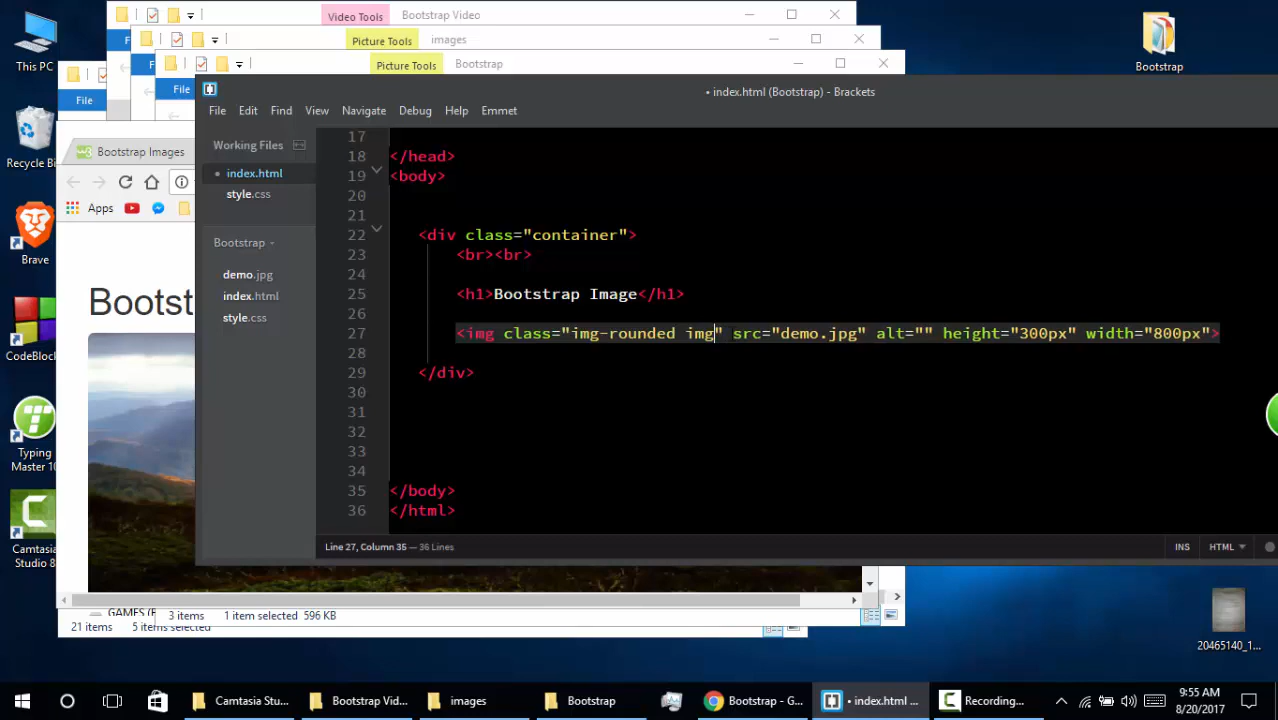 Video Tools
Bootstrap Video
Bootstrap
Picture Tools
images
This PC
Picture Tools
Bootstrap
File
File
• index.html (Bootstrap) - Brackets
File Edit Find View Navigate Debug Help Emmet
Working Files
• index.html
style.css
Bootstrap
demo.jpg
index.html
style.css
Recycle Bi
Bootstrap Images
Apps
Brave
Bootst
CodeBlock
Typing
Master 10
Camtasia
Studio 8
17
18 </head>
19 <body>
20
21
22 <div class="container">
23 <br><br>
24
25 <h1>Bootstrap Image</h1>
26
27 <img class="img-rounded img" src="demo.jpg" alt="" height="300px" width="800px">
28
29 </div>
30
31
32
33
34
35 </body>
36 </html>
Line 27, Column 35 — 36 Lines
INS HTML
GAMES (F
3 items 1 item selected 596 KB
21 items 5 items selected
20465140_1...
Camtasia Stu...
Bootstrap Vid...
images
Bootstrap
Bootstrap - G...
• index.html ...
Recording...
9:55 AM
8/20/2017